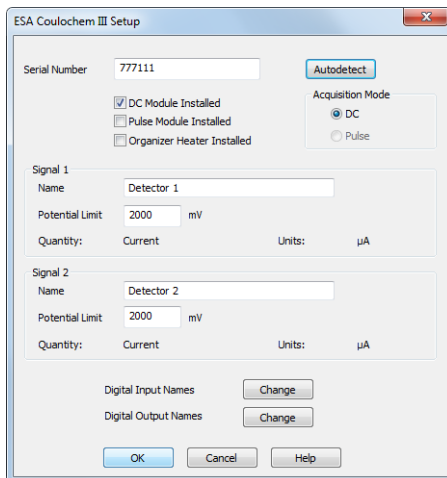 ESA Coulochem III Setup
Serial Number 777111 Autodetect
DC Module Installed
Pulse Module Installed
Organizer Heater Installed
Acquisition Mode
DC
Pulse
Signal 1
Name Detector 1
Potential Limit 2000 mV
Quantity: Current Units: µA
Signal 2
Name Detector 2
Potential Limit 2000 mV
Quantity: Current Units: µA
Digital Input Names Change
Digital Output Names Change
OK Cancel Help